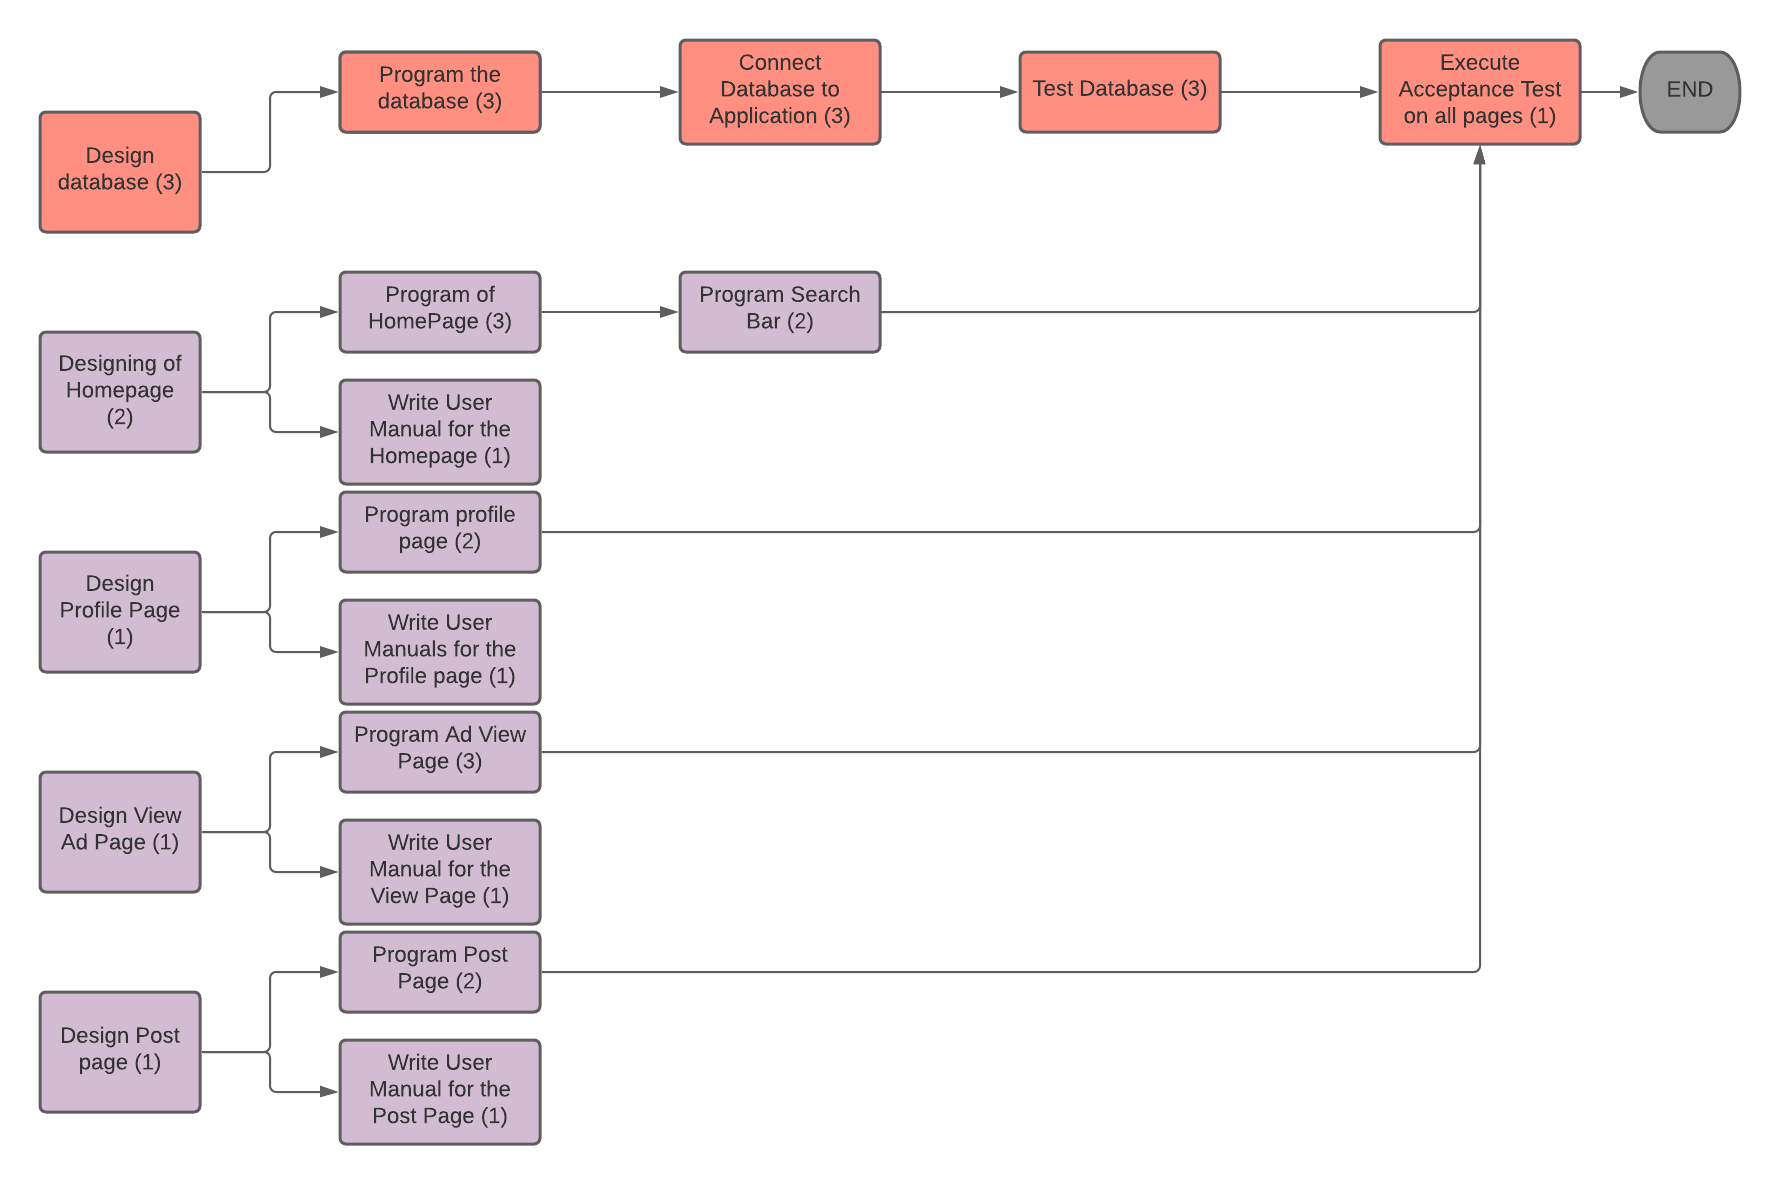 Design
database (3)
Program the
database (3)
Connect
Database to
Application (3)
Test Database (3)
Execute
Acceptance Test
on all pages (1)
END
Designing of
Homepage
(2)
Program of
HomePage (3)
Program Search
Bar (2)
Write User
Manual for the
Homepage (1)
Design
Profile Page
(1)
Program profile
page (2)
Write User
Manuals for the
Profile page (1)
Design View
Ad Page (1)
Program Ad View
Page (3)
Write User
Manual for the
View Page (1)
Design Post
page (1)
Program Post
Page (2)
Write User
Manual for the
Post Page (1)